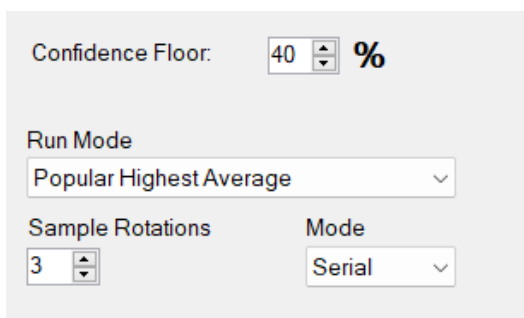 Confidence Floor: 40 %
Run Mode
Popular Highest Average
Sample Rotations Mode
3 Serial